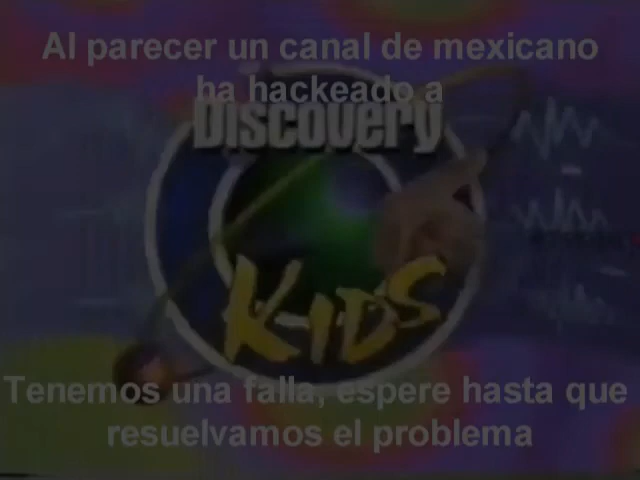 Al parecer un canal de mexicano
ha hackeado a
Discovery
KIDS
Tenemos una falla, espere hasta que
resuelvamos el problema